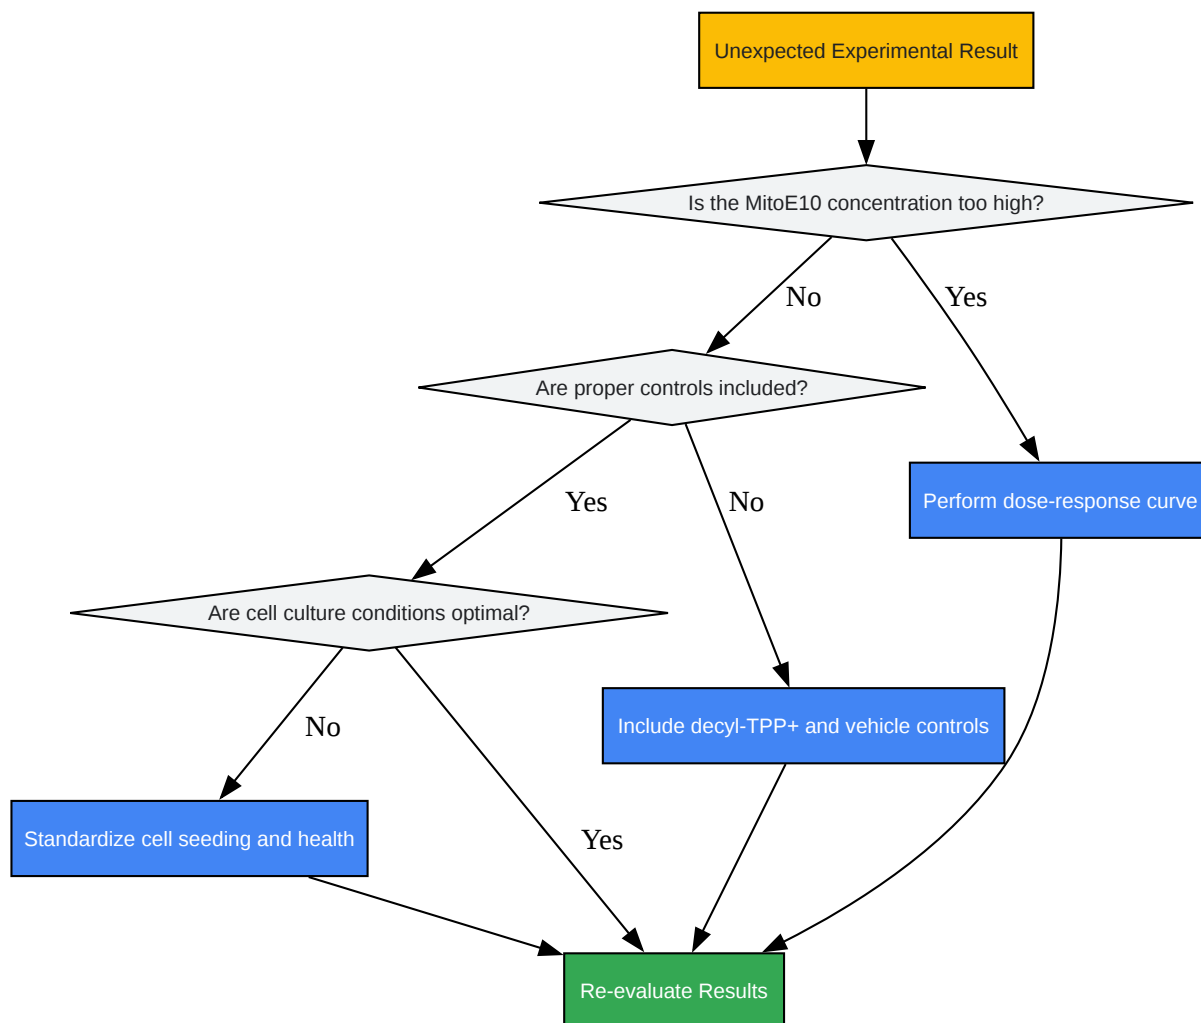 Unexpected Experimental Result
Is the MitoE10 concentration too high?
No
Yes
Are proper controls included?
Yes
No
Perform dose-response curve
Are cell culture conditions optimal?
No
Include decyl-TPP+ and vehicle controls
Standardize cell seeding and health
Yes
Re-evaluate Results